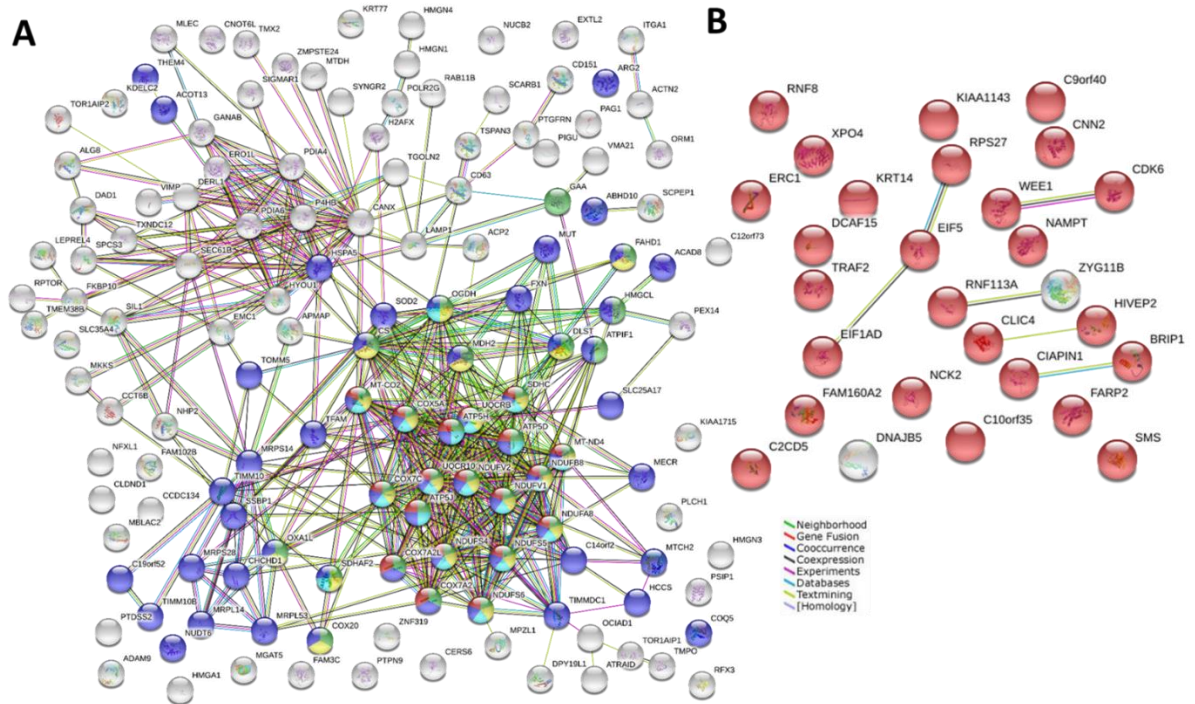 A
B
MLEC
CNOT6L
TMX2
KRT77
HMGN4
NUCB2
EXTL2
ITGA1
THEM4
ZMPSTE24
MTDH
HMGN1
CD151
ARG2
KDELC2
ACOT13
SIGMAR1
SYNGR2
POLR2G
RAB11B
SCARB1
ACTN2
TOR1AIP2
GANAB
H2AFX
TSPAN3
PTGFRN
PAG1
ORM1
ALG8
ERO1L
PDIA4
TGOLN2
PIGU
VMA21
DAD1
VIMP
DERL1
P4HB
CANX
CD63
GAA
ABHD10
SCPEP1
TXNDC12
PDIA6
LAMP1
C12orf73
LEPREL4
SPCS3
SEC61B
HSPA5
ACP2
MUT
FAHD1
ACAD8
RPTOR
FKBP10
HYOU1
SOD2
OGDH
FXN
HMGCL
TMEM38B
SIL1
EMC1
APMAP
CS
DLST
ATPIF1
PEX14
SLC35A4
MDH2
MKKS
TOMM5
SDHC
SLC25A17
CCT6B
MT-CO2
COX5A
UQCRB
NHP2
TFAM
ATP5H
ATP5D
KIAA1715
NFXL1
FAM102B
MRPS14
MT-ND4
CLDND1
TIMM10
UQCR10
NDUFV2
NDUFB8
MECR
CCDC134
SSBP1
COX7C
ATP5J
NDUFV1
PLCH1
MBLAC2
OXA1L
NDUFA8
MRPS28
CHCHD1
COX7A2L
NDUFS4
NDUFS5
C14orf2
MTCH2
HMGN3
C19orf52
SDHAF2
PSIP1
TIMM10B
MRPL14
COX7A2
NDUFS6
TIMMDC1
HCCS
PTDSS2
NUDT6
MRPL53
COX20
ZNF319
MPZL1
OCIAD1
COQ5
ADAM9
MGAT5
FAM3C
PTPN9
CERS6
TOR1AIP1
TMPO
HMGA1
DPY19L1
ATRAID
RFX3
RNF8
KIAA1143
C9orf40
XPO4
RPS27
CNN2
ERC1
KRT14
WEE1
CDK6
DCAF15
EIF5
NAMPT
TRAF2
RNF113A
ZYG11B
EIF1AD
CLIC4
HIVEP2
CIAPIN1
BRIP1
FAM160A2
NCK2
FARP2
C2CD5
DNAJB5
C10orf35
SMS
Neighborhood
Gene Fusion
Cooccurrence
Coexpression
Experiments
Databases
Textmining
[Homology]